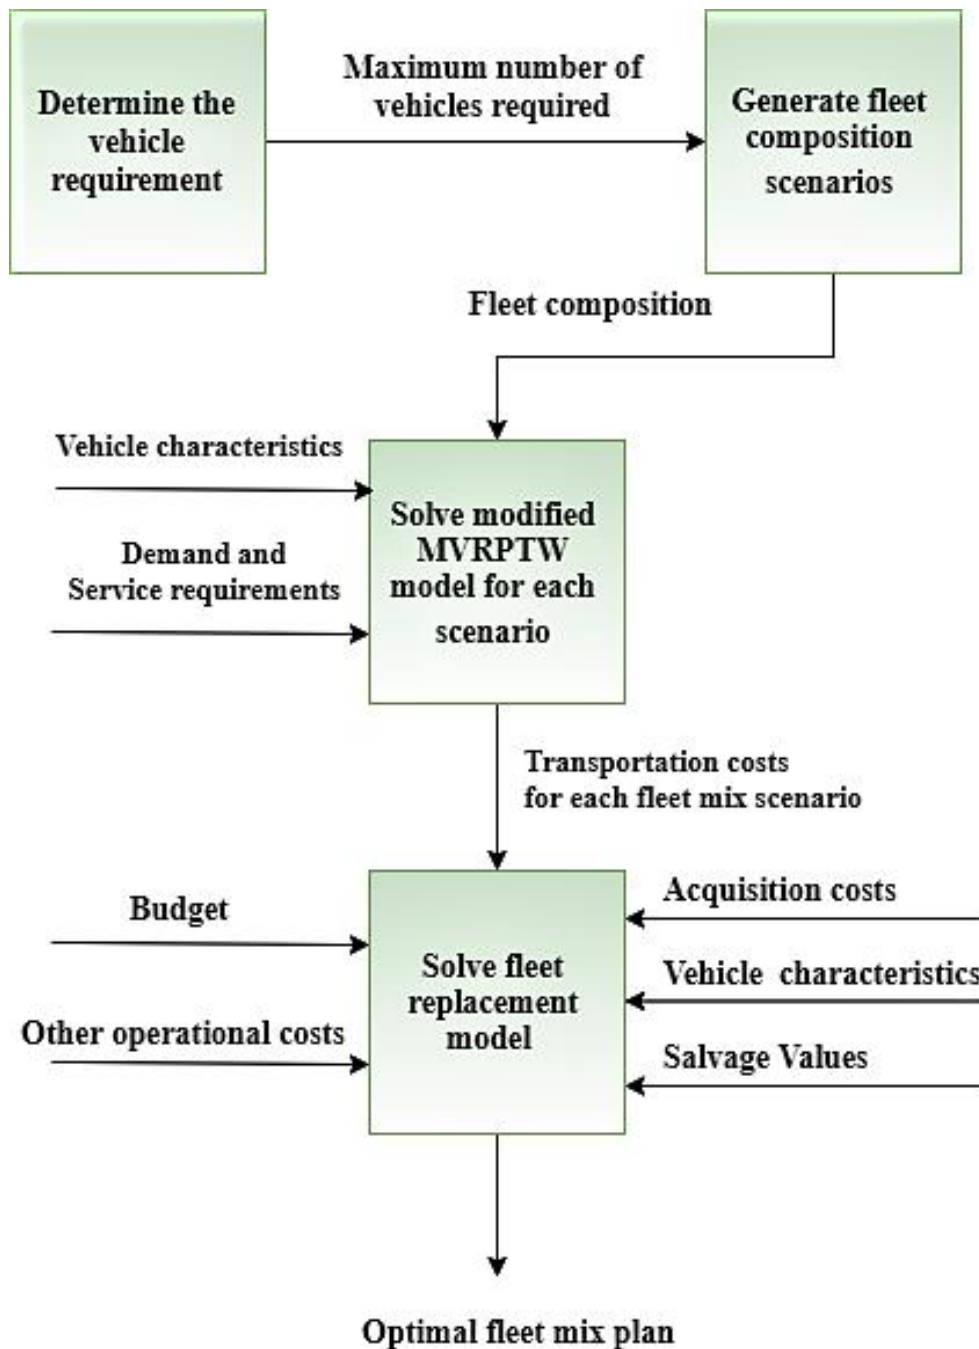 Determine the
vehicle
requirement
Maximum number of
vehicles required
Generate fleet
composition
scenarios
Fleet composition
Vehicle characteristics
Demand and
Service requirements
Solve modified
MVRPTW
model for each
scenario
Transportation costs
for each fleet mix scenario
Budget
Other operational costs
Solve fleet
replacement
model
Acquisition costs
Vehicle characteristics
Salvage Values
Optimal fleet mix plan